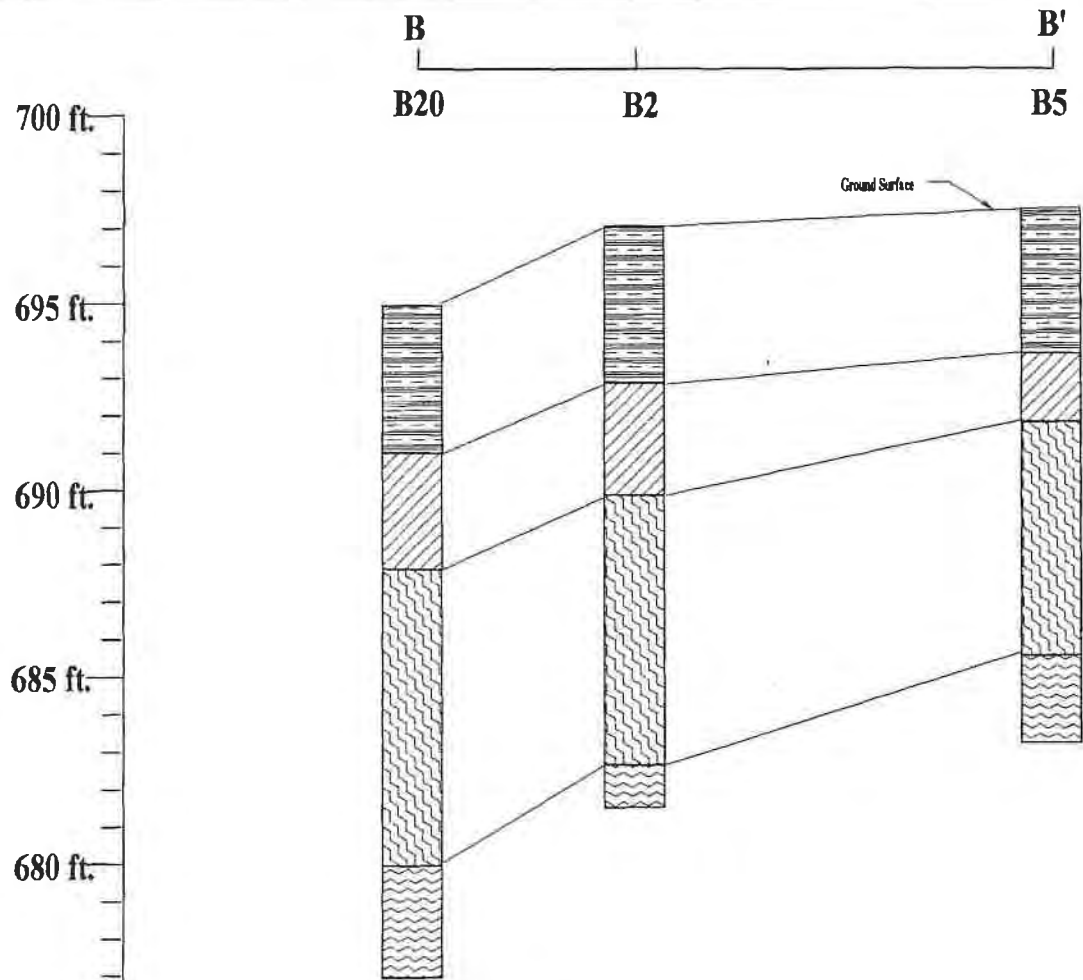 B B'
B20 B2 B5
700 ft.
Ground Surface
695 ft.
690 ft.
685 ft.
680 ft.